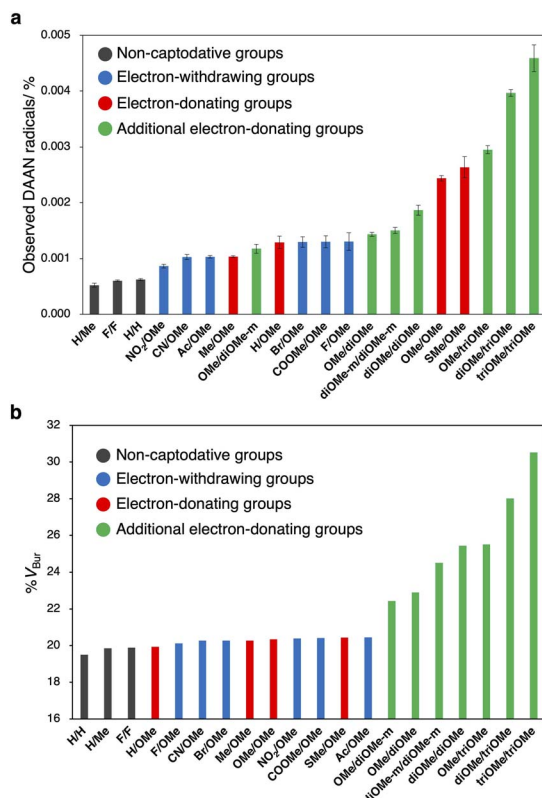 a
0.005
0.004
0.003
0.002
0.001
0.000
Observed DAAN radicals/ %
Non-captodative groups
Electron-withdrawing groups
Electron-donating groups
Additional electron-donating groups
H/Me
F/F
H/H
NO2/OMe
CN/OMe
Ac/OMe
Me/OMe
OMe/diOMe-m
H/OMe
Br/OMe
COOMe/OMe
F/OMe
OMe/diOMe
diOMe-m/diOMe-m
diOMe/diOMe
OMe/OMe
SMe/OMe
OMe/triOMe
diOMe/triOMe
triOMe/triOMe
b
32
30
28
26
24
22
20
18
16
%VBur
Non-captodative groups
Electron-withdrawing groups
Electron-donating groups
Additional electron-donating groups
H/H
H/Me
F/F
H/OMe
F/OMe
CN/OMe
Br/OMe
Me/OMe
OMe/OMe
NO2/OMe
COOMe/OMe
SMe/OMe
Ac/OMe
OMe/diOMe-m
OMe/diOMe
diOMe-m/diOMe-m
diOMe/diOMe
OMe/triOMe
diOMe/triOMe
triOMe/triOMe